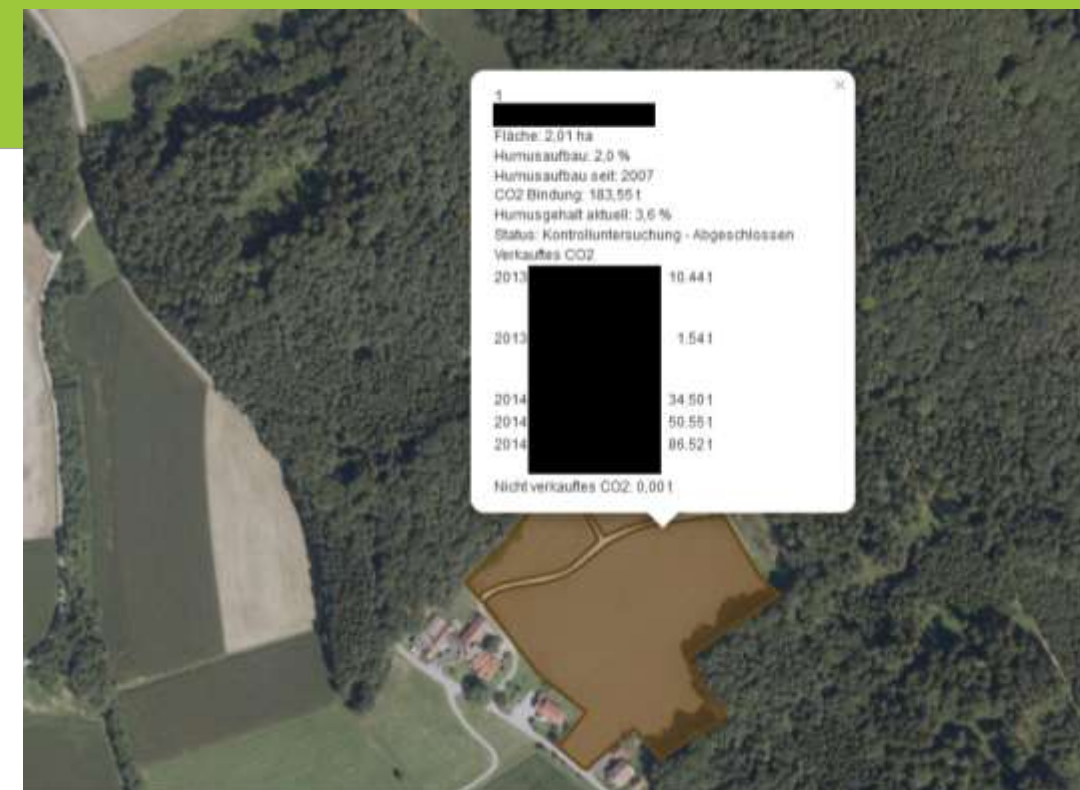 1
Fläche: 2,01 ha
Humusaufbau: 2,0 %
Humusaufbau seit: 2007
CO2 Bindung: 183,55 t
Humusgehalt aktuell: 3,6 %
Status: Kontrolluntersuchung - Abgeschlossen
Verkauftes CO2
2013 10.44 t
2013 1.54 t
2014 34.50 t
2014 50.55 t
2014 86.52 t
Nicht verkauftes CO2: 0,00 t